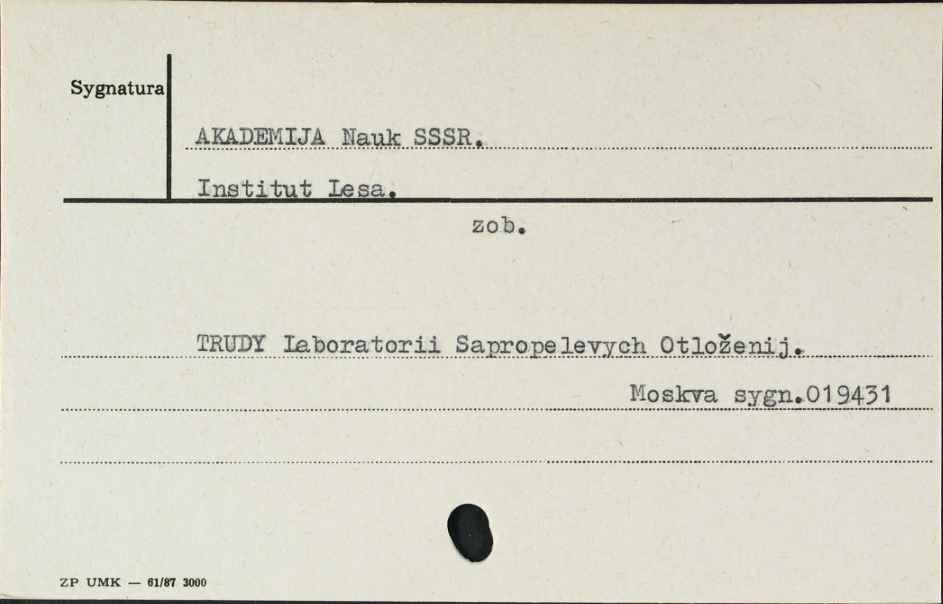 Sygnatura
AKADEMIJA Nauk SSSR.
Institut Lesa.
zob.
TRUDY Laboratorii Sapropelevych Otloženij.
Moskva sygn.019431
ZP UMK — 61/87 3000